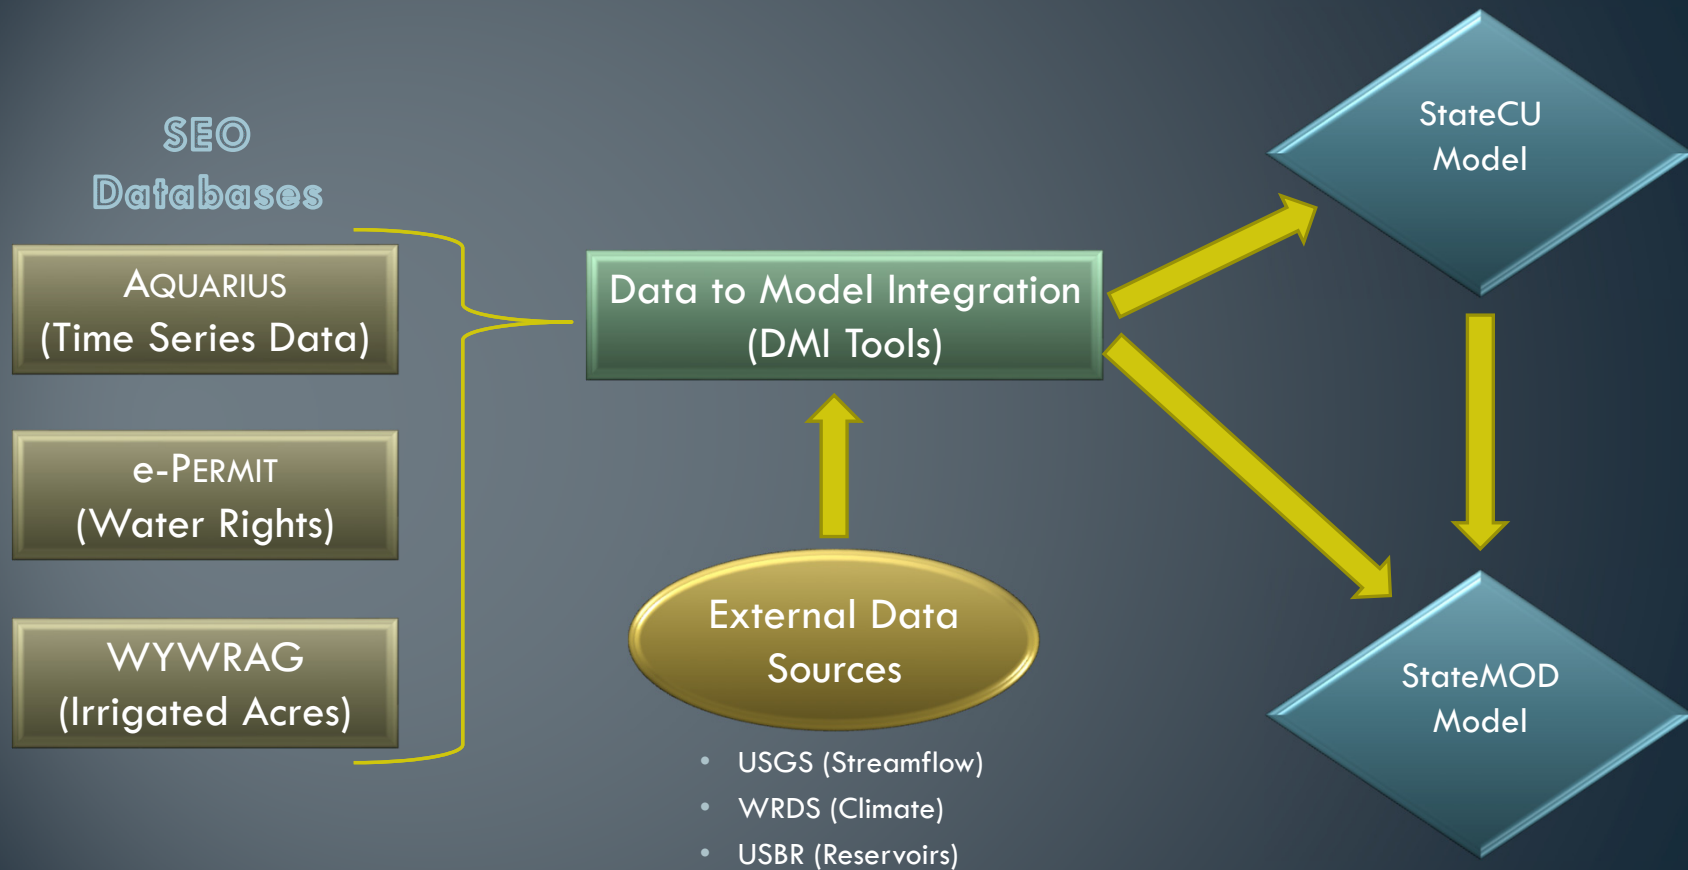 SEO
Databases
AQUARIUS
(Time Series Data)
e-PERMIT
(Water Rights)
WYWRAG
(Irrigated Acres)
Data to Model Integration
(DMI Tools)
External Data
Sources
• USGS (Streamflow)
• WRDS (Climate)
• USBR (Reservoirs)
StateCU
Model
StateMOD
Model